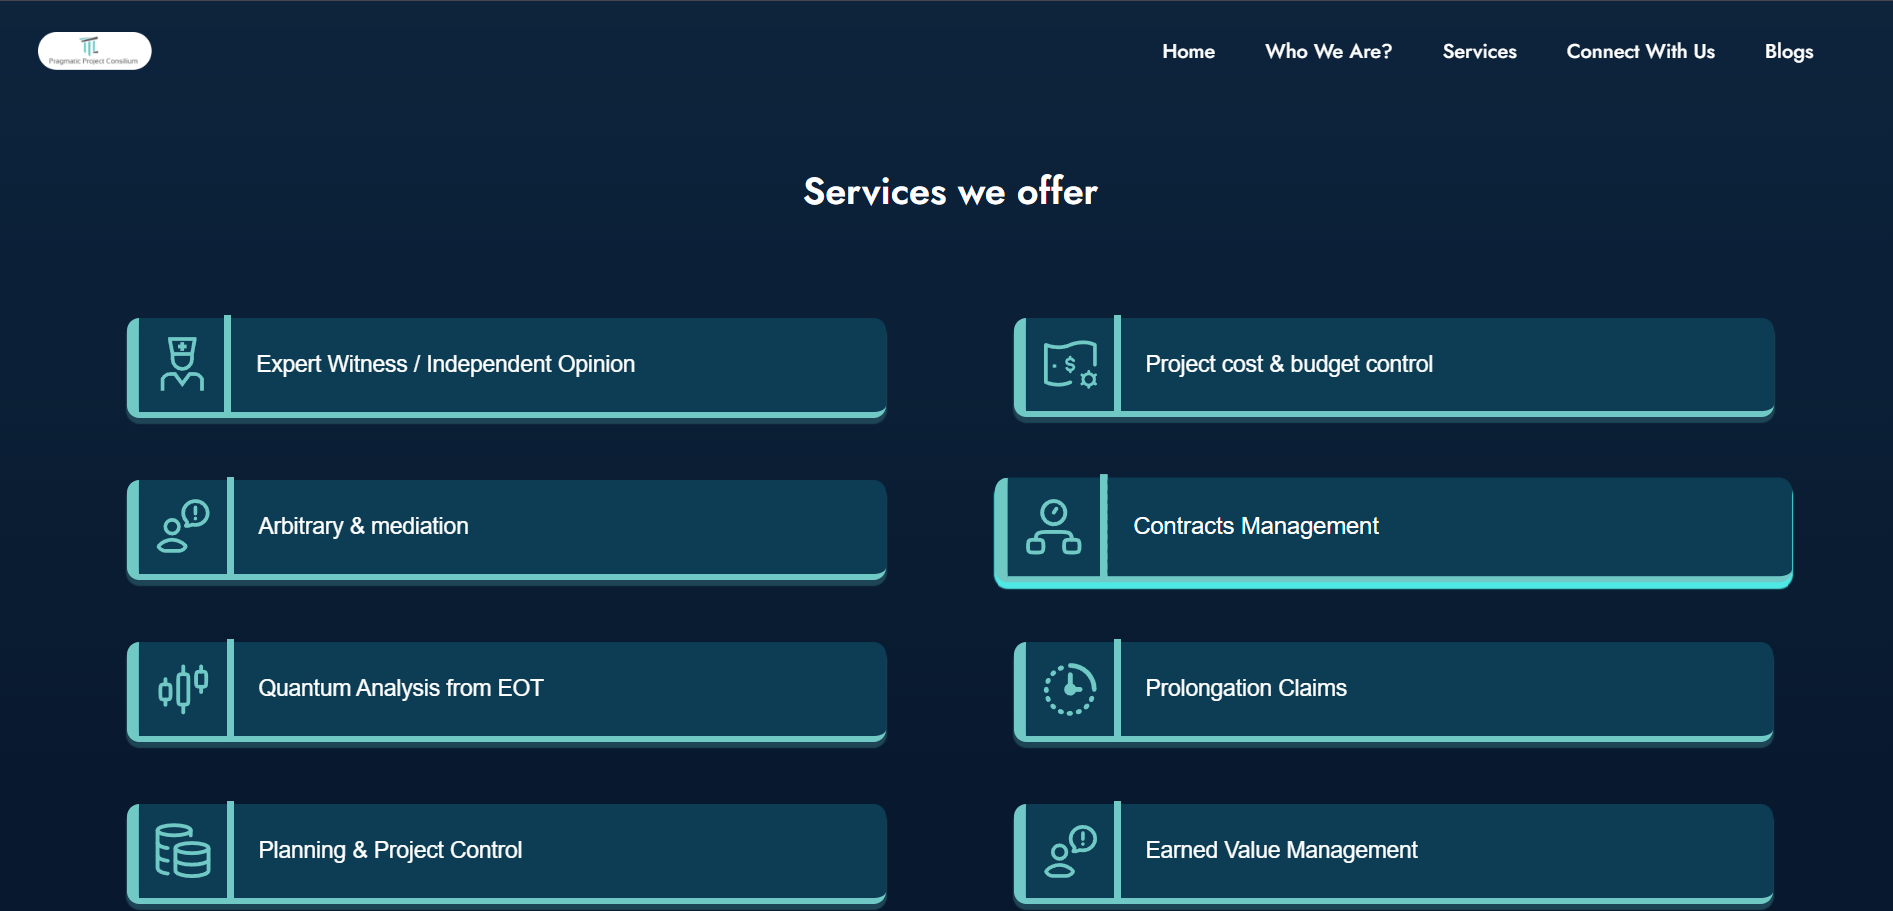 Pragmatic Project Consilium
Home
Who We Are?
Services
Connect With Us
Blogs
Services we offer
Expert Witness / Independent Opinion
Project cost & budget control
Arbitrary & mediation
Contracts Management
Quantum Analysis from EOT
Prolongation Claims
Planning & Project Control
Earned Value Management